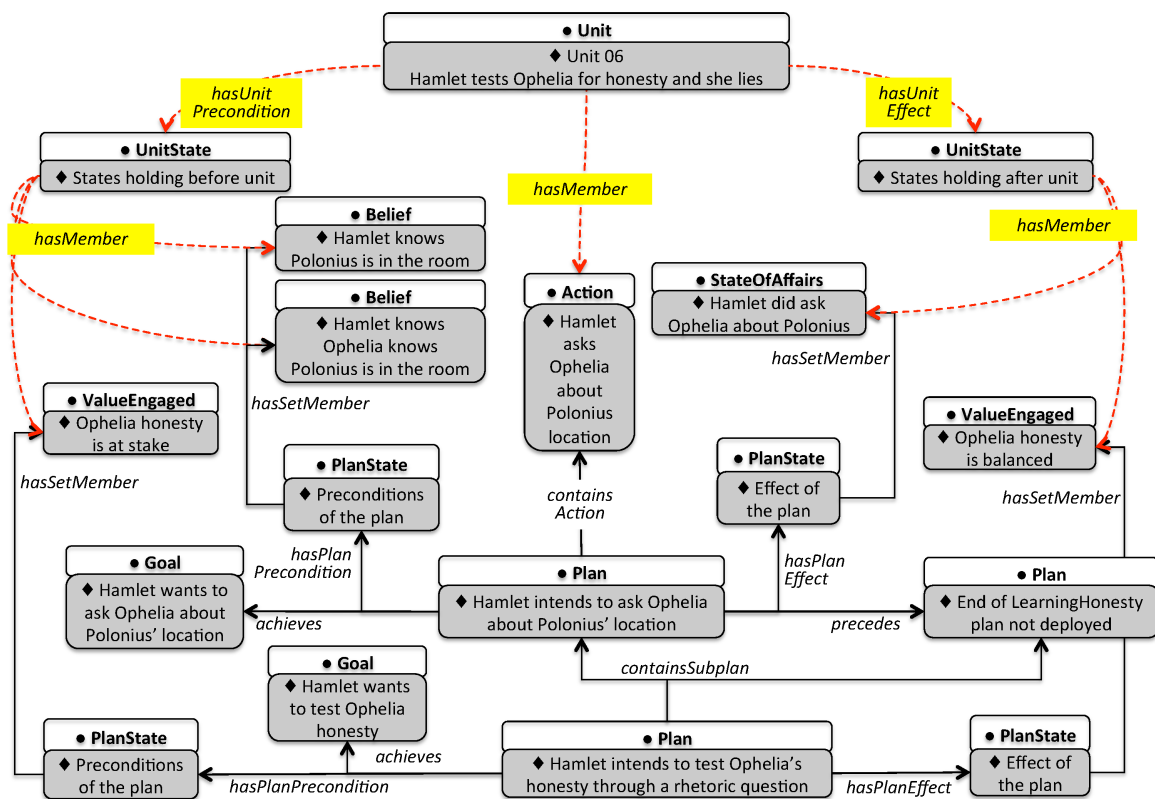 ● Unit
◆ Unit 06
Hamlet tests Ophelia for honesty and she lies
hasUnit
Precondition
hasUnit
Effect
● UnitState
◆ States holding before unit
● UnitState
◆ States holding after unit
hasMember
hasMember
hasMember
● Belief
◆ Hamlet knows
Polonius is in the room
● Belief
◆ Hamlet knows
Ophelia knows
Polonius is in the room
● Action
◆ Hamlet
asks
Ophelia
about
Polonius
location
● StateOfAffairs
◆ Hamlet did ask
Ophelia about Polonius
hasSetMember
hasSetMember
● ValueEngaged
◆ Ophelia honesty
is at stake
● ValueEngaged
◆ Ophelia honesty
is balanced
hasSetMember
hasSetMember
● PlanState
◆ Preconditions
of the plan
● PlanState
◆ Effect of
the plan
contains
Action
hasPlan
Precondition
hasPlan
Effect
● Goal
◆ Hamlet wants to
ask Ophelia about
Polonius’ location
achieves
● Plan
◆ Hamlet intends to ask Ophelia
about Polonius’ location
precedes
● Plan
◆ End of LearningHonesty
plan not deployed
containsSubplan
● Goal
◆ Hamlet wants
to test Ophelia
honesty
achieves
● PlanState
◆ Preconditions
of the plan
hasPlanPrecondition
● Plan
◆ Hamlet intends to test Ophelia’s
honesty through a rhetoric question
hasPlanEffect
● PlanState
◆ Effect of
the plan